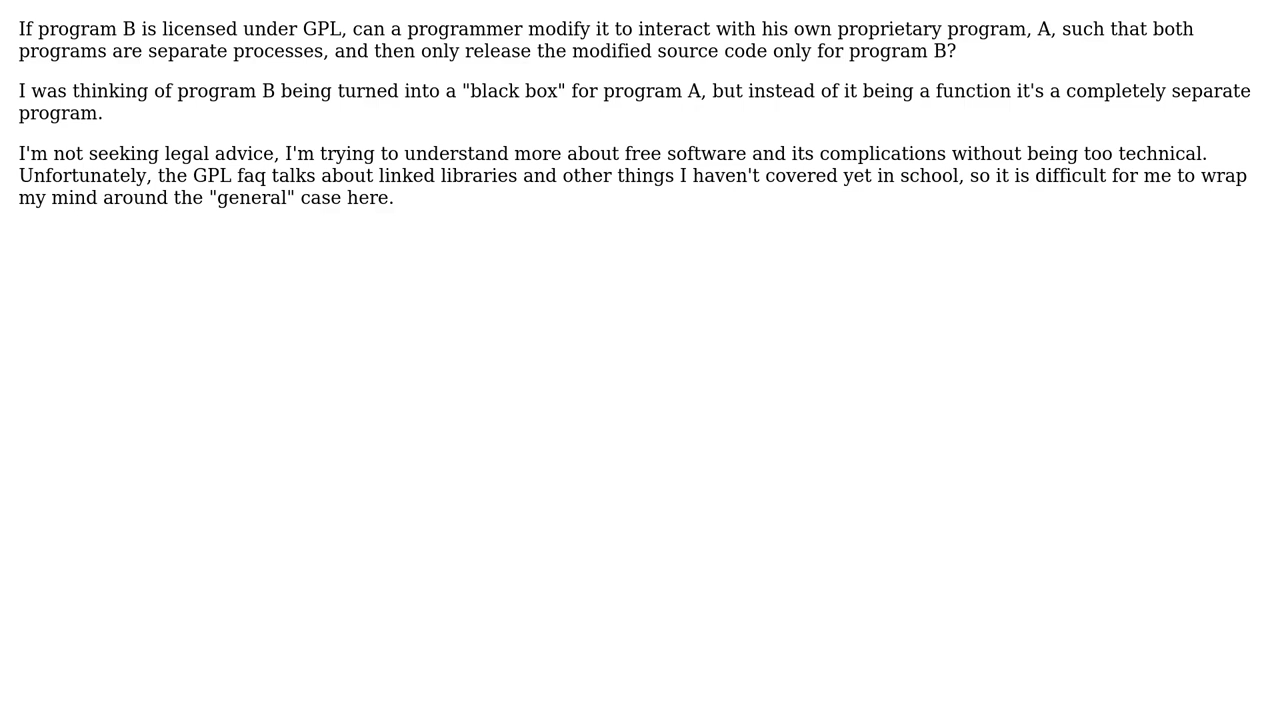 If program B is licensed under GPL, can a programmer modify it to interact with his own proprietary program, A, such that both
programs are separate processes, and then only release the modified source code only for program B?
I was thinking of program B being turned into a "black box" for program A, but instead of it being a function it's a completely separate
program.
I'm not seeking legal advice, I'm trying to understand more about free software and its complications without being too technical.
Unfortunately, the GPL faq talks about linked libraries and other things I haven't covered yet in school, so it is difficult for me to wrap
my mind around the "general" case here.